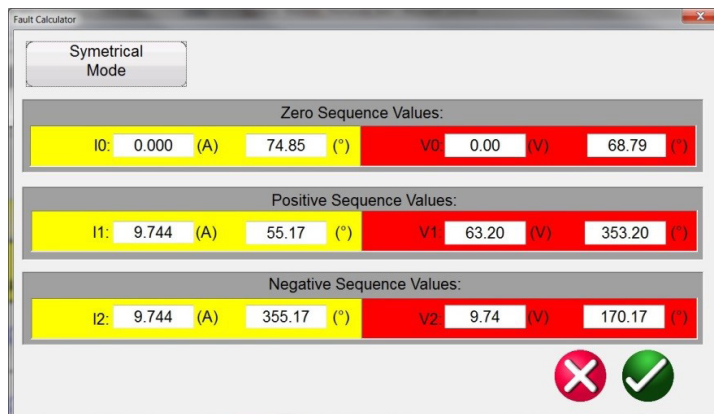 Fault Calculator
Symetrical
Mode
Zero Sequence Values:
I0: 0.000 (A) 74.85 (°) V0: 0.00 (V) 68.79 (°)
Positive Sequence Values:
I1: 9.744 (A) 55.17 (°) V1: 63.20 (V) 353.20 (°)
Negative Sequence Values:
I2: 9.744 (A) 355.17 (°) V2: 9.74 (V) 170.17 (°)